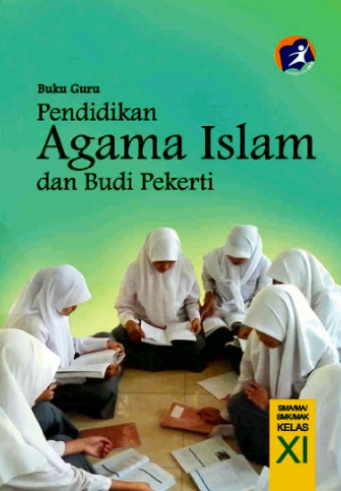 Buku Guru
Pendidikan
Agama Islam
dan Budi Pekerti
SMA/MA/
SMK/MAK
KELAS
XI